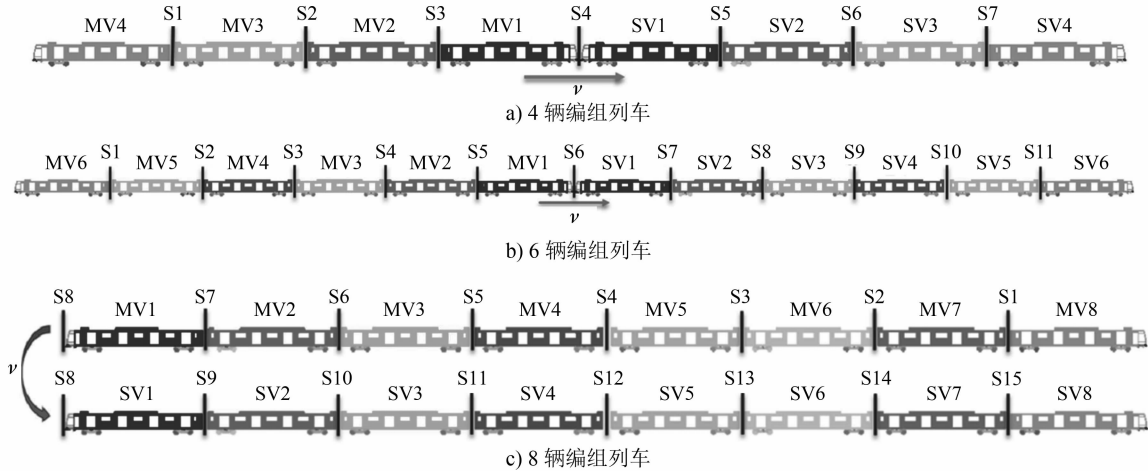 MV4 S1 MV3 S2 MV2 S3 MV1 S4 SV1 S5 SV2 S6 SV3 S7 SV4
ν
a) 4 辆编组列车
MV6 S1 MV5 S2 MV4 S3 MV3 S4 MV2 S5 MV1 S6 SV1 S7 SV2 S8 SV3 S9 SV4 S10 SV5 S11 SV6
ν
b) 6 辆编组列车
S8 MV1 S7 MV2 S6 MV3 S5 MV4 S4 MV5 S3 MV6 S2 MV7 S1 MV8
ν
S8 SV1 S9 SV2 S10 SV3 S11 SV4 S12 SV5 S13 SV6 S14 SV7 S15 SV8
c) 8 辆编组列车